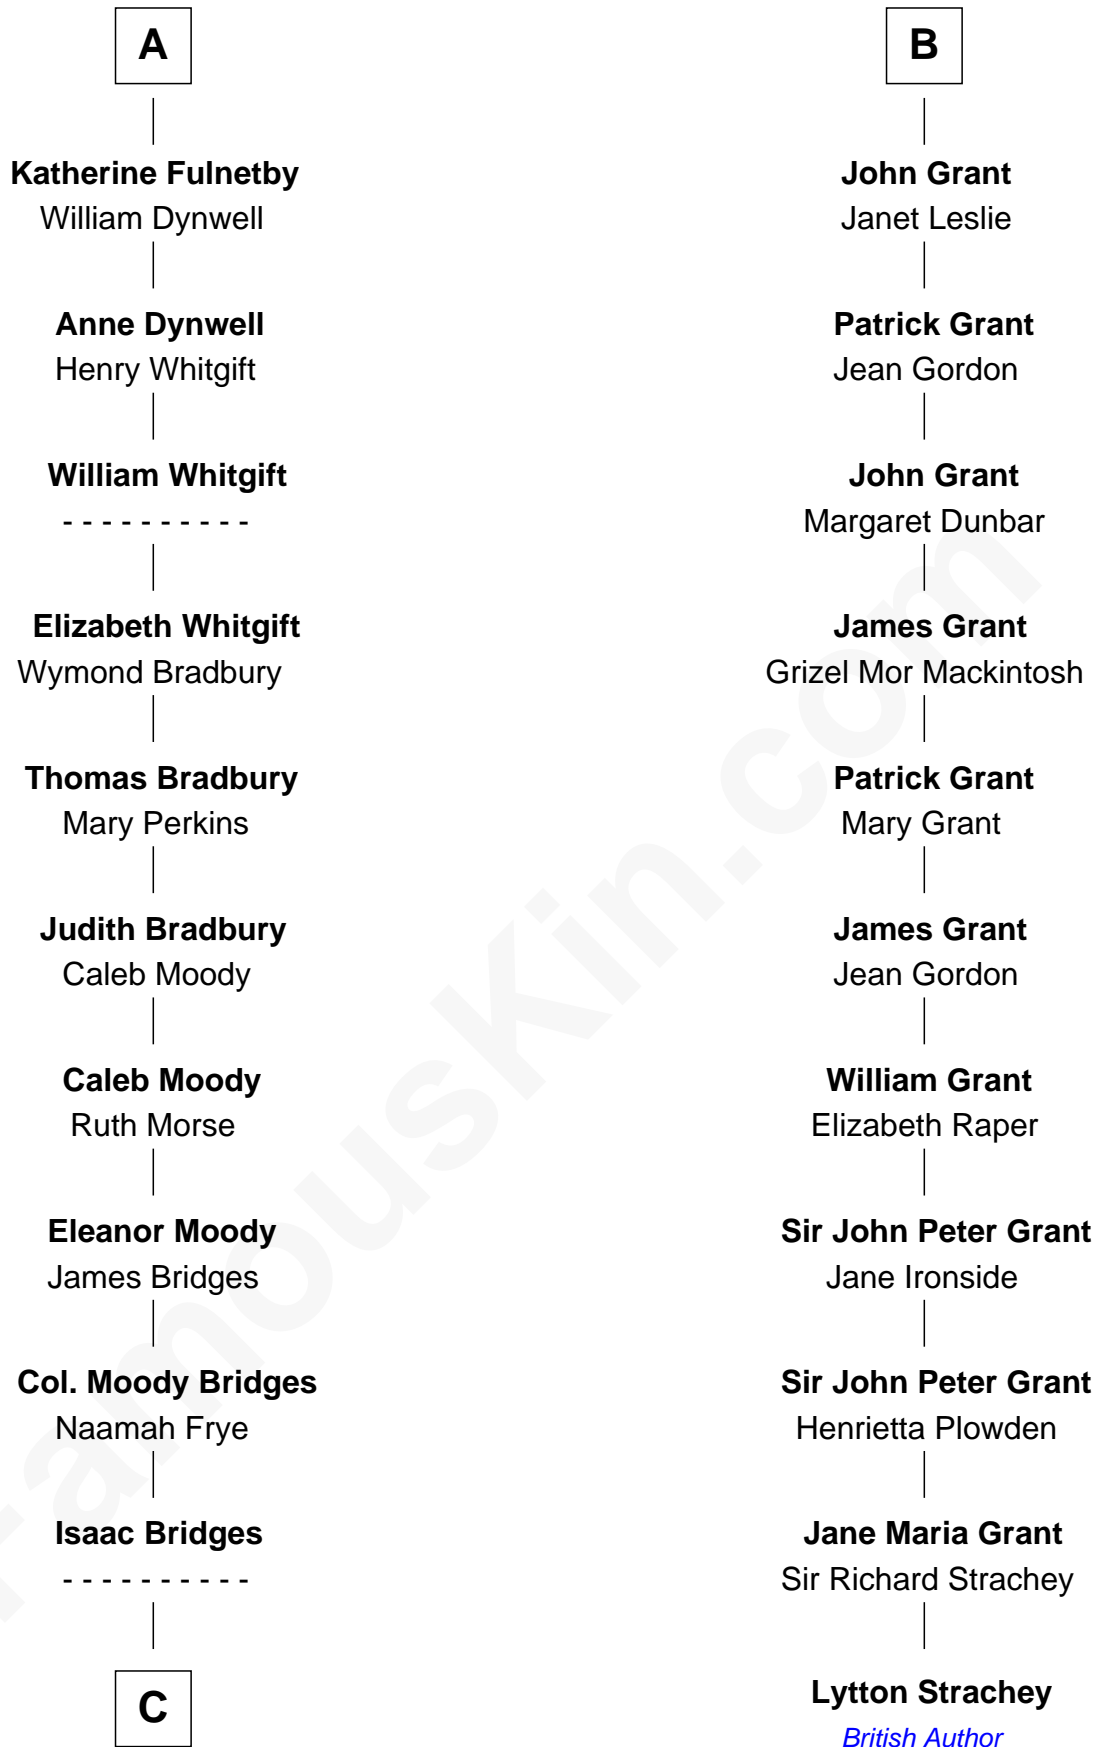 A
Katherine Fulnetby
William Dynwell
Anne Dynwell
Henry Whitgift
William Whitgift
- - - - - - - - - -
Elizabeth Whitgift
Wymond Bradbury
Thomas Bradbury
Mary Perkins
Judith Bradbury
Caleb Moody
Caleb Moody
Ruth Morse
Eleanor Moody
James Bridges
Col. Moody Bridges
Naamah Frye
Isaac Bridges
- - - - - - - - - -
C
B
John Grant
Janet Leslie
Patrick Grant
Jean Gordon
John Grant
Margaret Dunbar
James Grant
Grizel Mor Mackintosh
Patrick Grant
Mary Grant
James Grant
Jean Gordon
William Grant
Elizabeth Raper
Sir John Peter Grant
Jane Ironside
Sir John Peter Grant
Henrietta Plowden
Jane Maria Grant
Sir Richard Strachey
Lytton Strachey
British Author
FamousKin.com